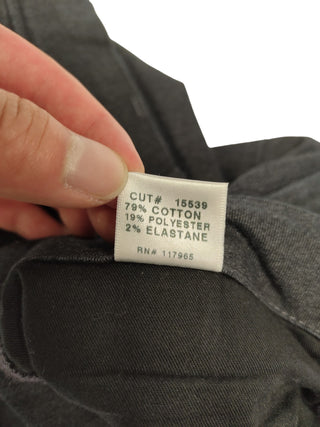 CUT# 15539
79% COTTON
19% POLYESTER
2% ELASTANE
RN# 117965